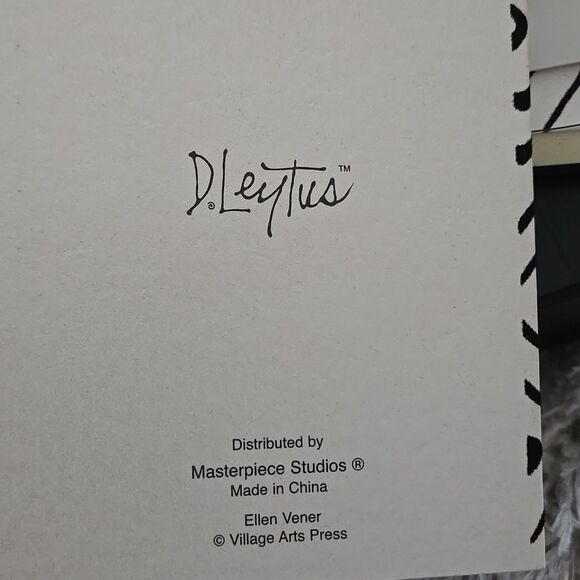 D. Leytus™
Distributed by
Masterpiece Studios ®
Made in China
Ellen Vener
© Village Arts Press